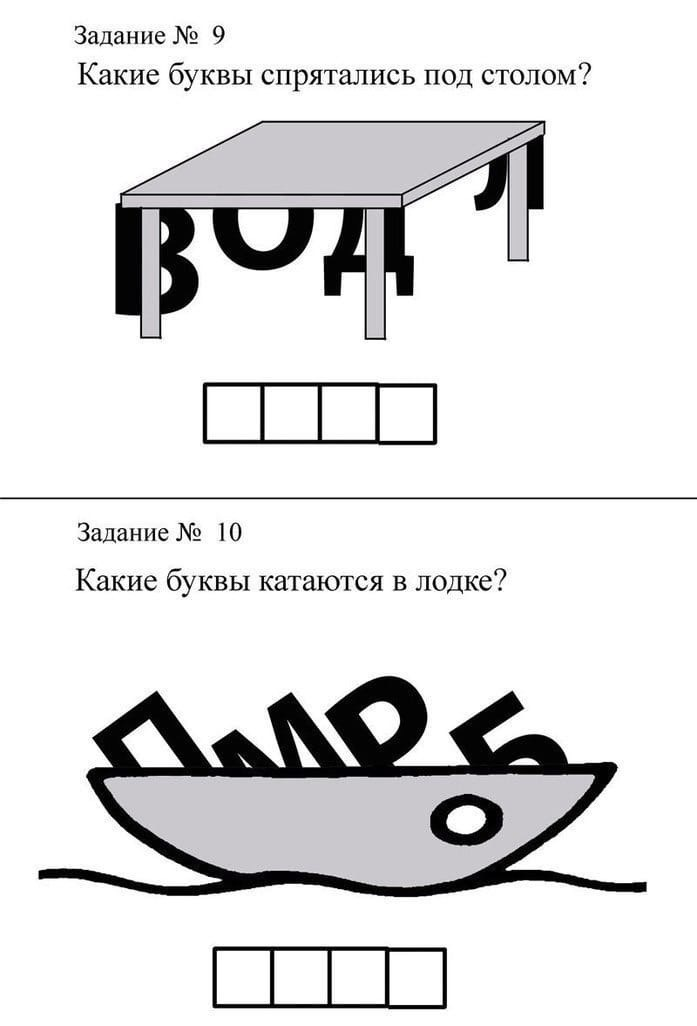 Задание № 9
Какие буквы спрятались под столом?
В О Д Л
Задание № 10
Какие буквы катаются в лодке?
П М Р Б